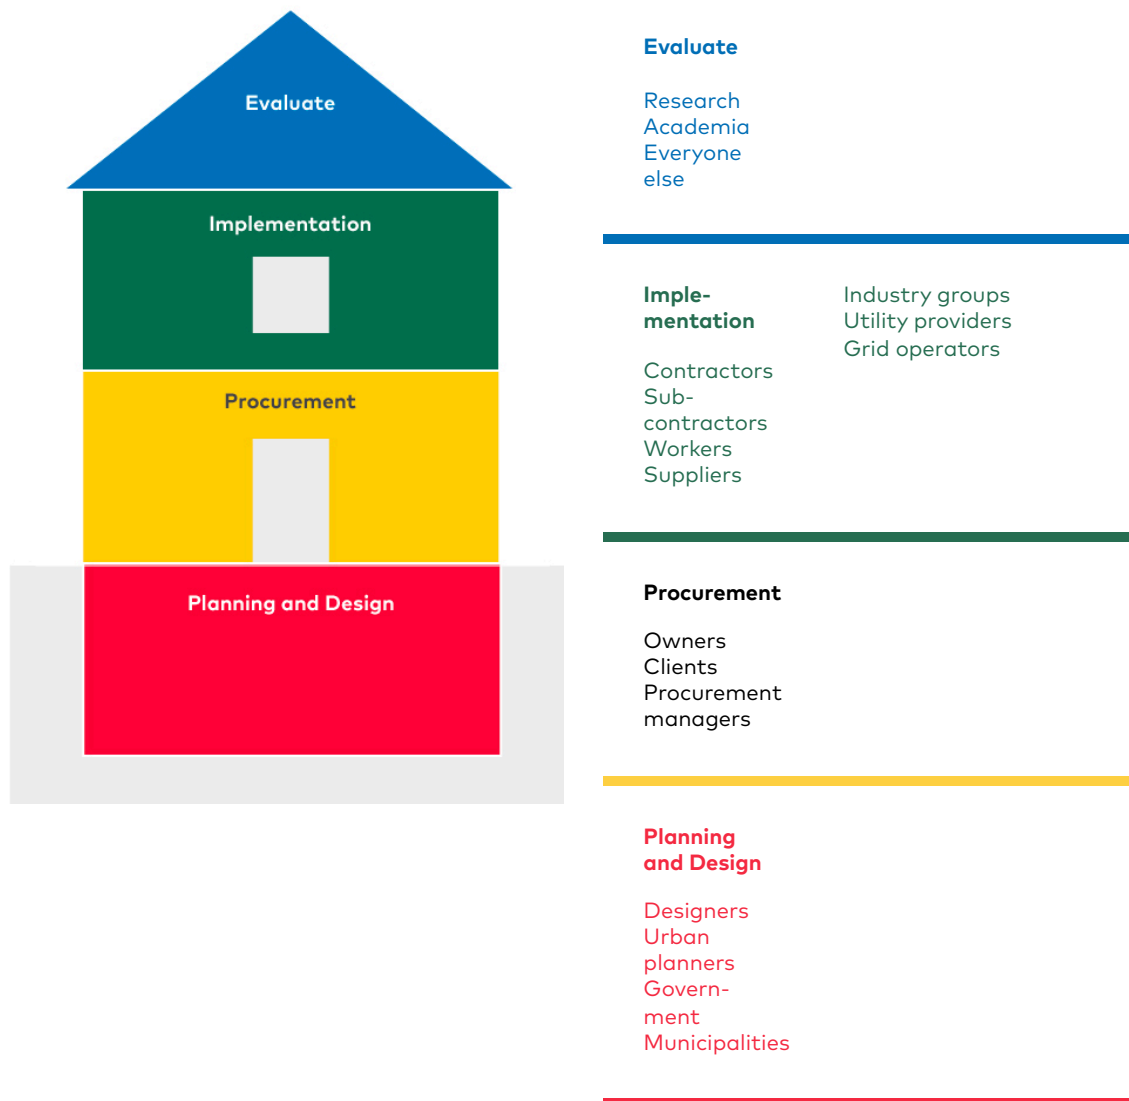 Evaluate
Implementation
Procurement
Planning and Design
Evaluate
Research
Academia
Everyone
else
Imple-
mentation
Contractors
Sub-
contractors
Workers
Suppliers
Industry groups
Utility providers
Grid operators
Procurement
Owners
Clients
Procurement
managers
Planning
and Design
Designers
Urban
planners
Govern-
ment
Municipalities